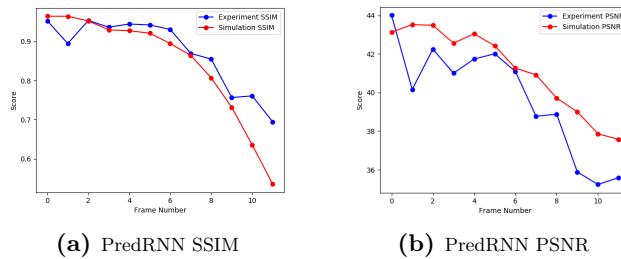 Experiment SSIM
Simulation SSIM
0.9
0.8
0.7
0.6
Score
0 2 4 6 8 10
Frame Number
(a) PredRNN SSIM
Experiment PSNR
Simulation PSNR
44
42
40
38
36
Score
0 2 4 6 8 10
Frame Number
(b) PredRNN PSNR